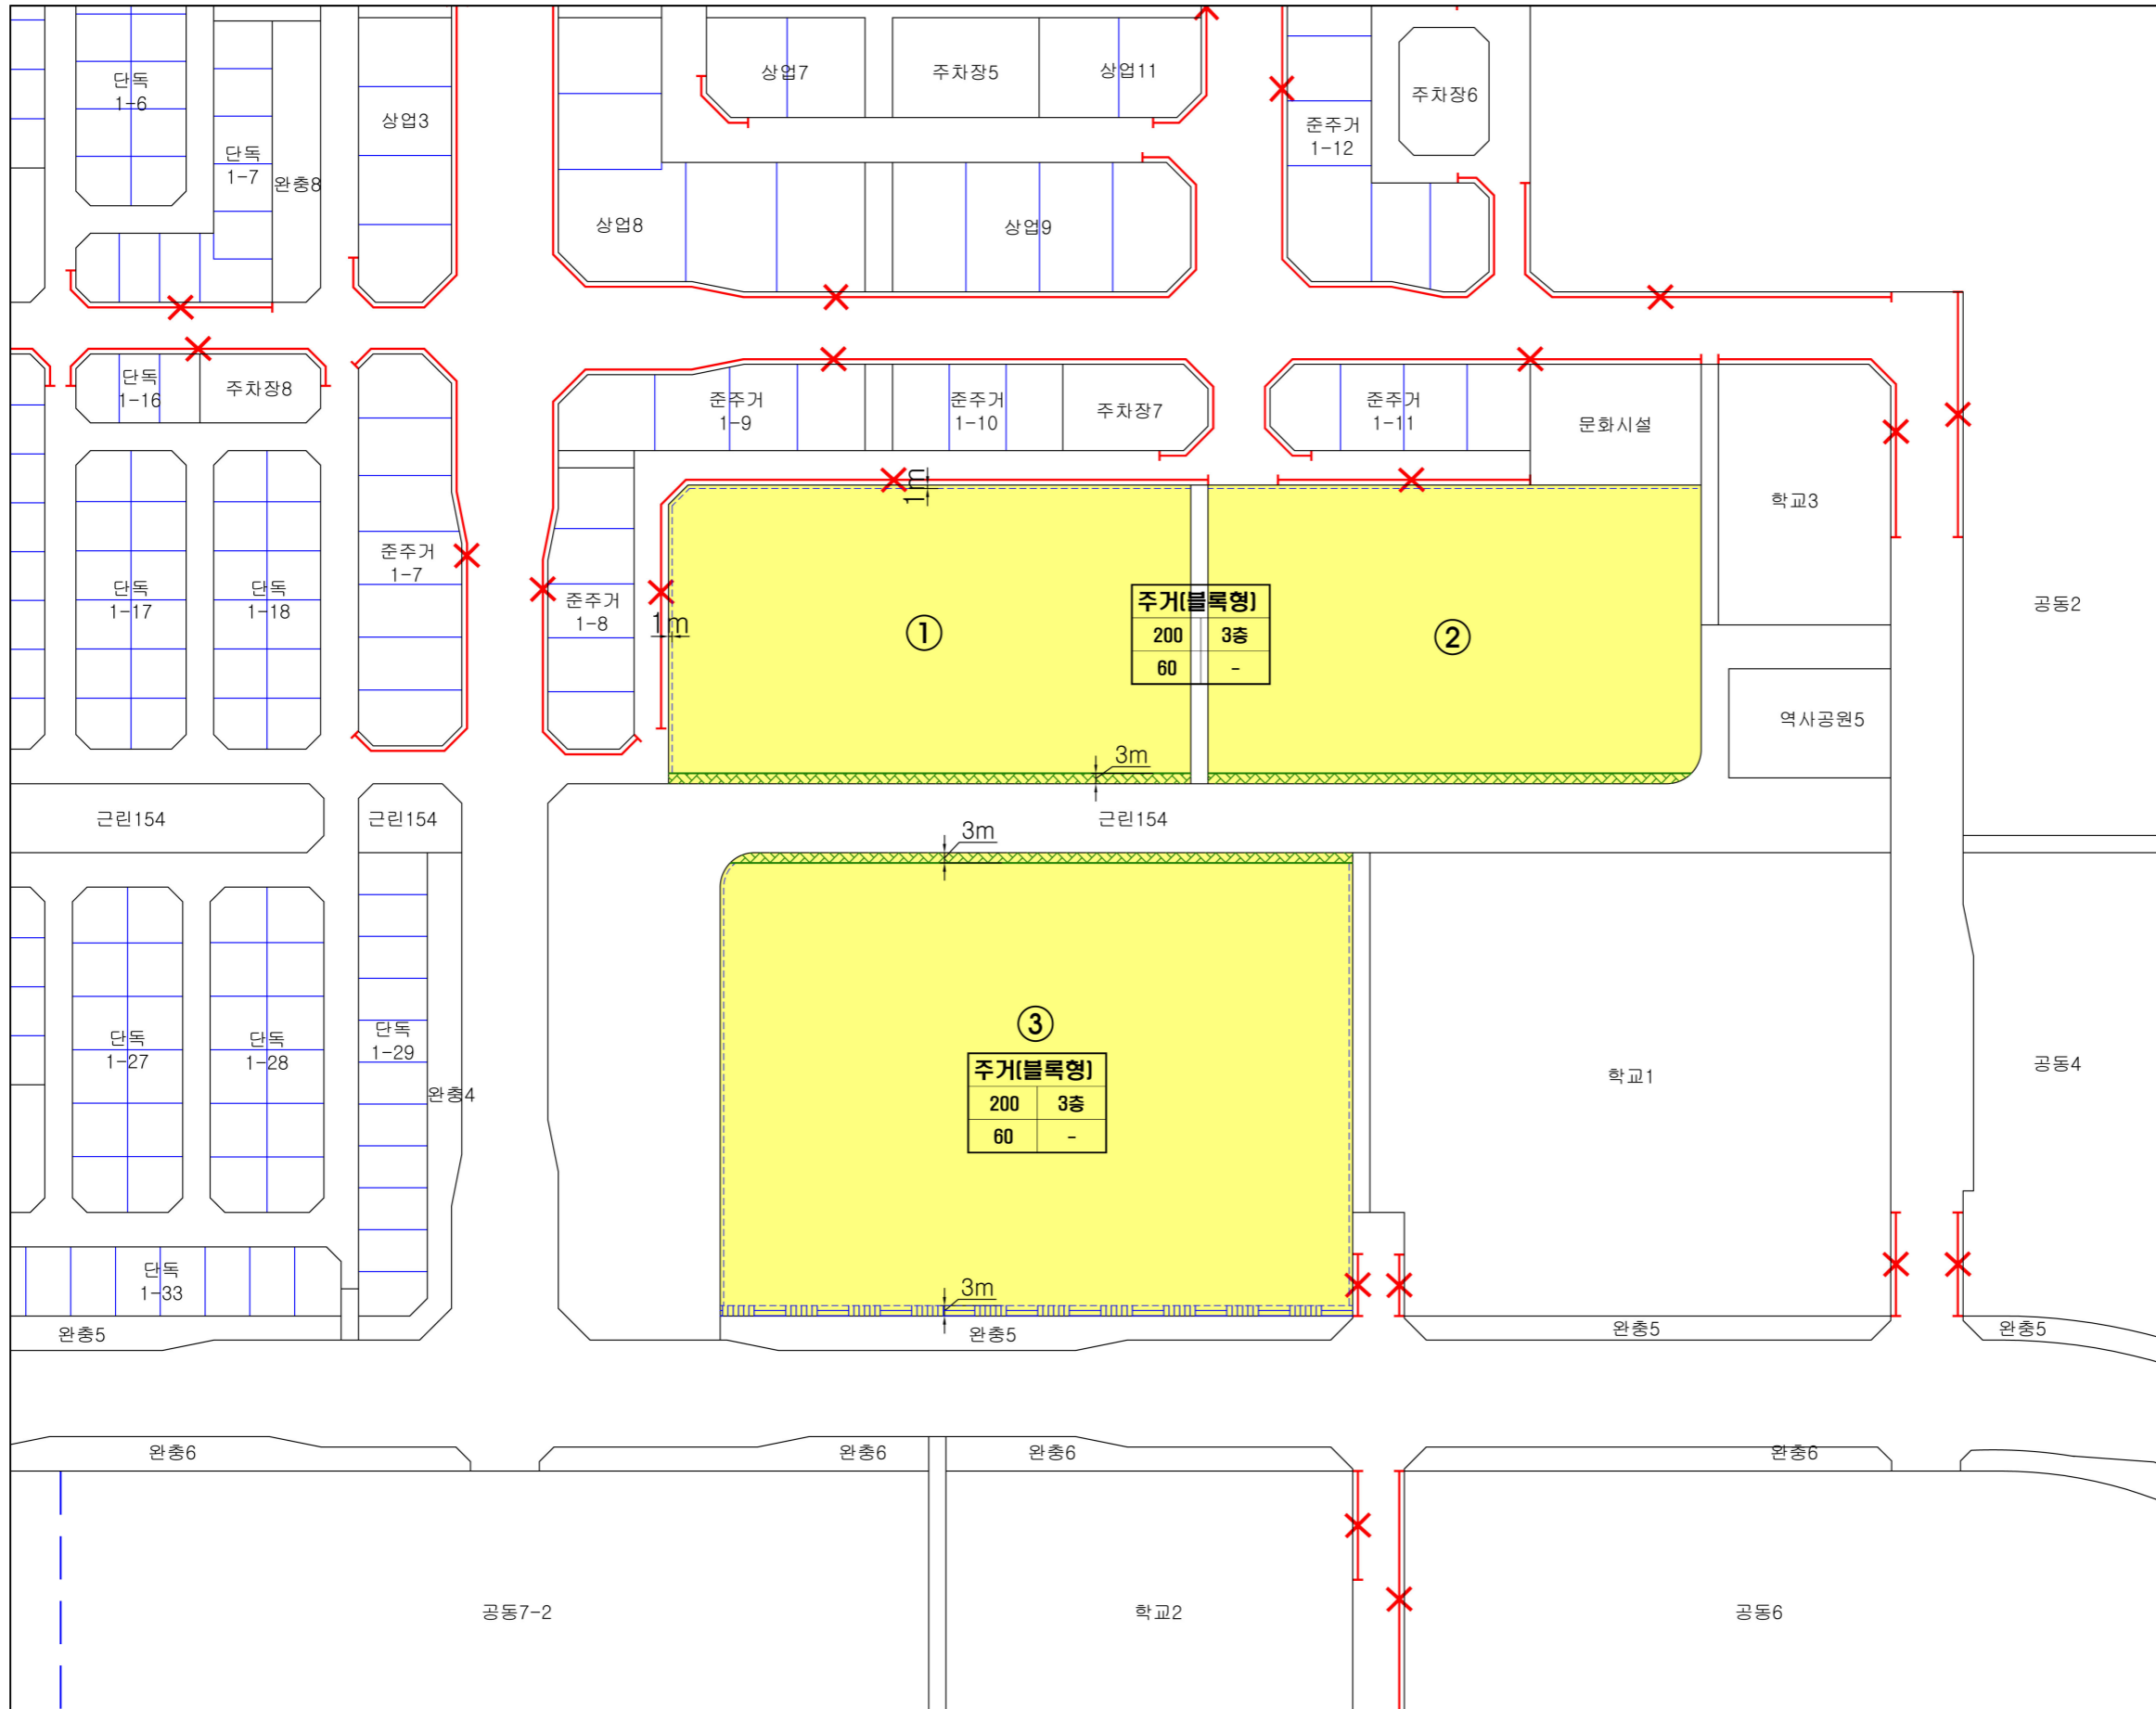 단독
1-6
상업3
상업7
주차장5
상업11
주차장6
준주거
1-12
단독
1-7
완충8
상업8
상업9
단독
1-16
주차장8
준주거
1-9
준주거
1-10
주차장7
준주거
1-11
문화시설
1m
학교3
준주거
1-7
단독
1-17
단독
1-18
준주거
1-8
1m
①
주거(블록형)
200 3층
60 -
②
공동2
역사공원5
3m
근린154
근린154
근린154
3m
단독
1-27
단독
1-28
단독
1-29
완충4
③
주거(블록형)
200 3층
60 -
학교1
공동4
단독
1-33
3m
완충5
완충5
완충5
완충5
완충6
완충6
완충6
완충6
공동7-2
학교2
공동6